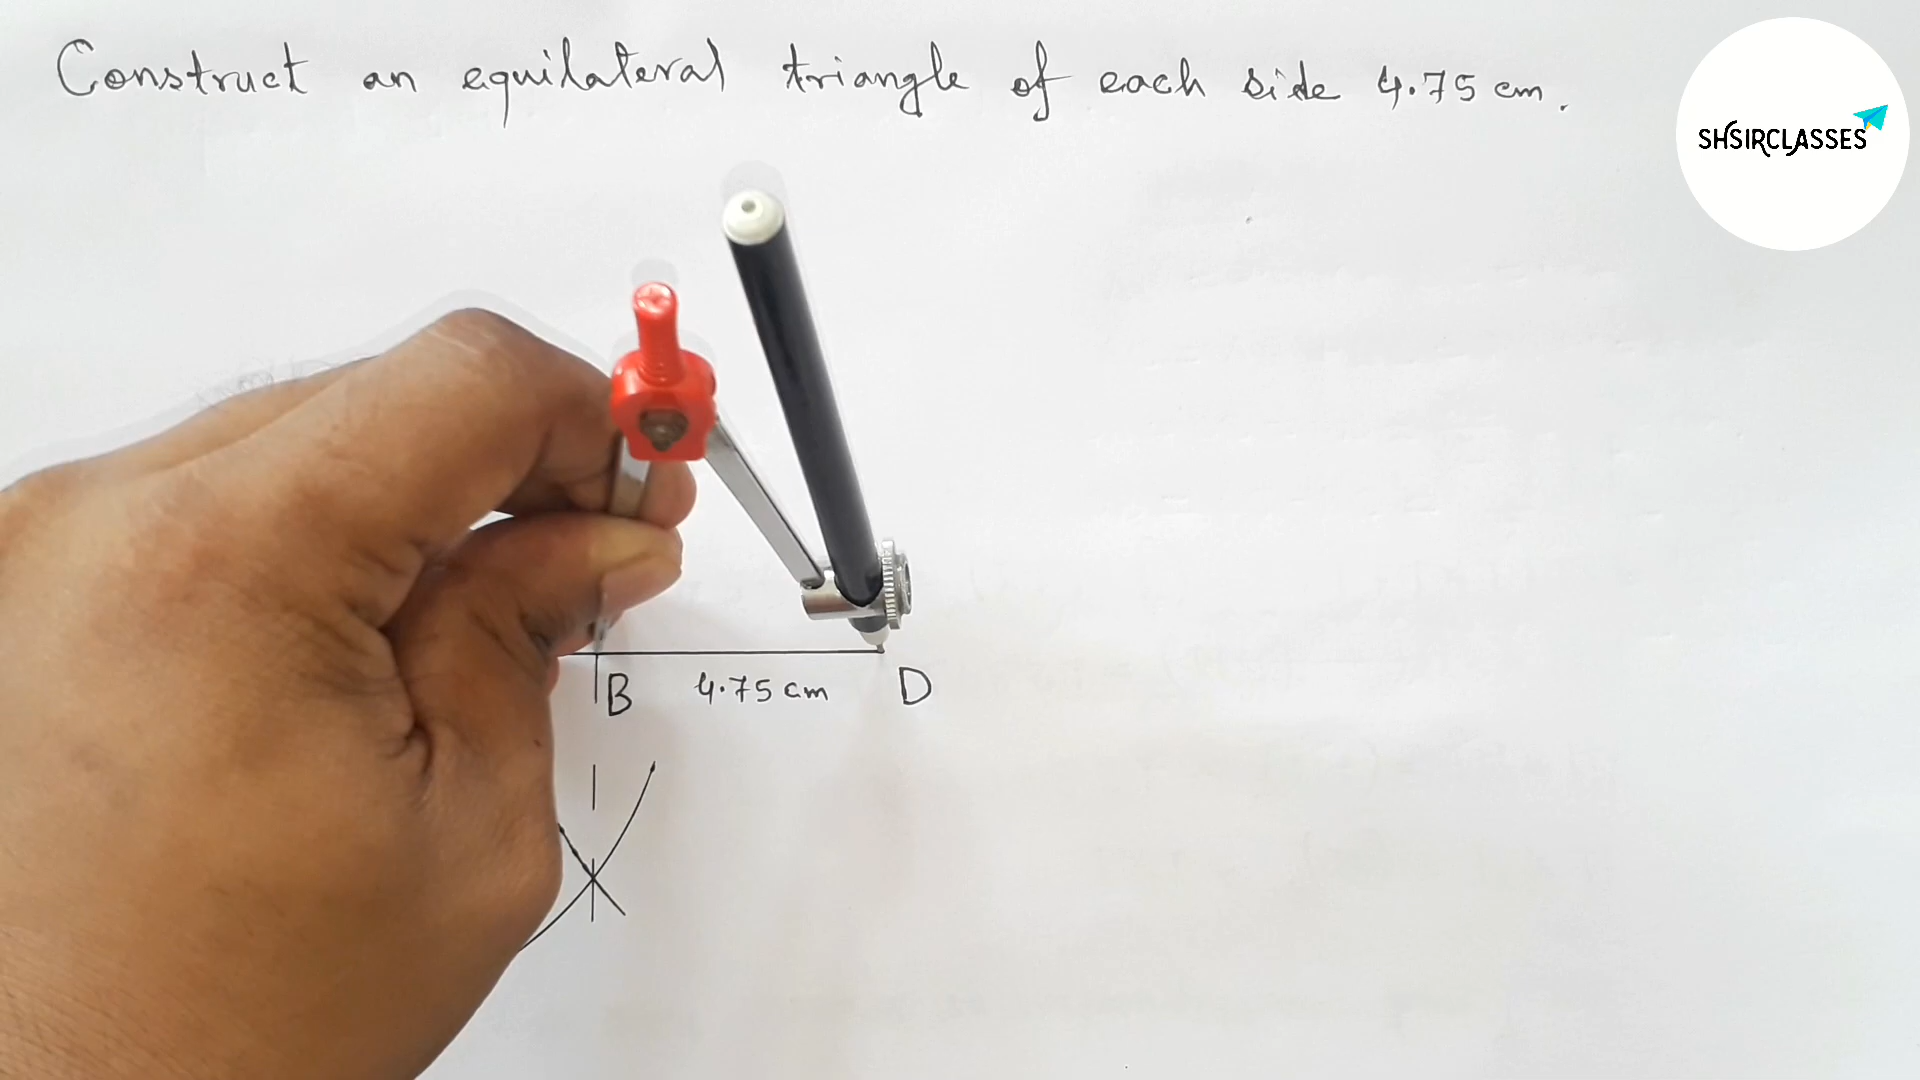 Construct an equilateral triangle of each side 4.75 cm.
SHSIRCLASSES
B 4.75 cm D